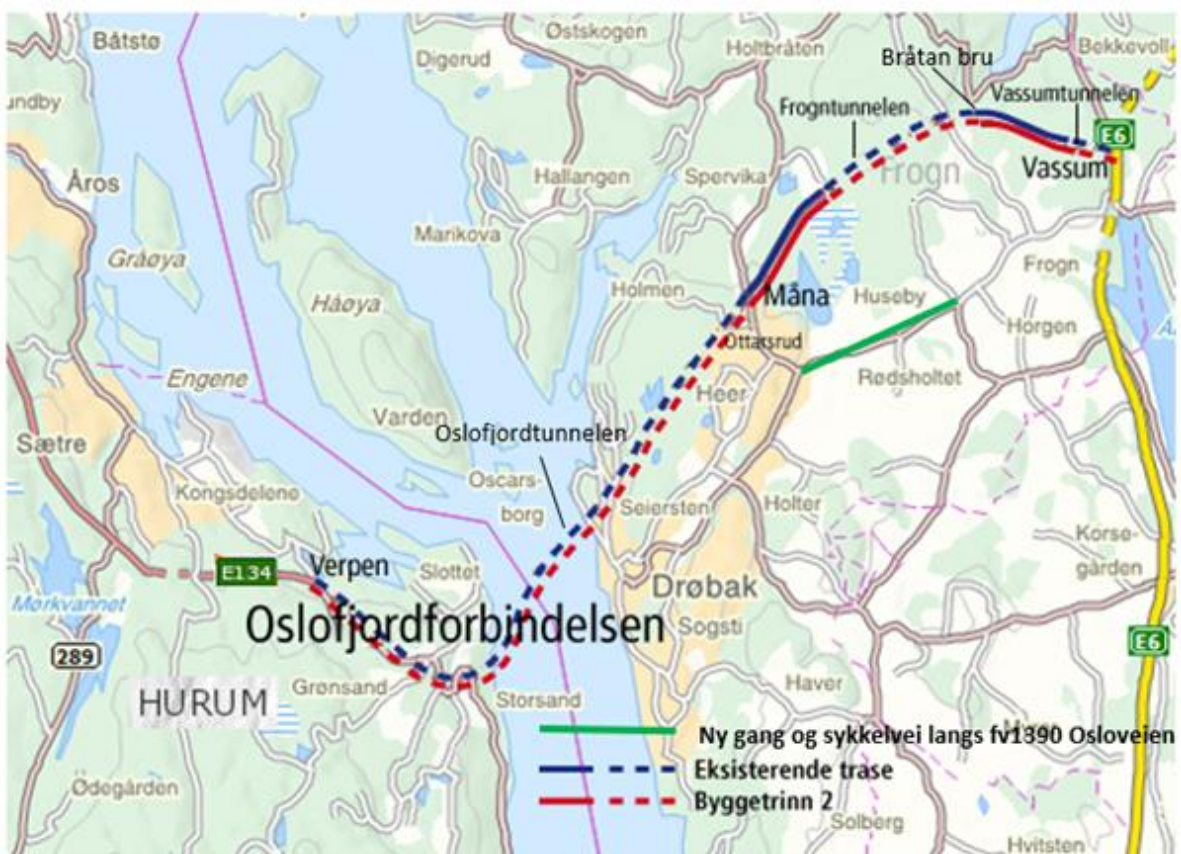 Båtstø
Østskogen
Digerud
Holtbråten
Bråtan bru
Bekkevoll
undby
Vassumtunnelen
Frogntunnelen
E6
Vassum
Frogn
Åros
Hallangen
Spervika
Marikova
Gråøya
Håøya
Holmen
Måna
Huseby
Frogn
Horgen
Ottarsrud
Rødsholtet
Engene
Heer
Varden
Oslofjordtunnelen
Sætre
Oscars-
borg
Kongsdelene
Seiersten
Holter
Korse-
gården
E134
Verpen
Slottet
Drøbak
Mørkvannet
Oslofjordforbindelsen
Sogsti
E6
289
Grønsand
Storsand
Haver
HURUM
Ny gang og sykkelvei langs fv1390 Osloveien
Eksisterende trase
Ødegården
Byggetrinn 2
Solberg
Hvitsten